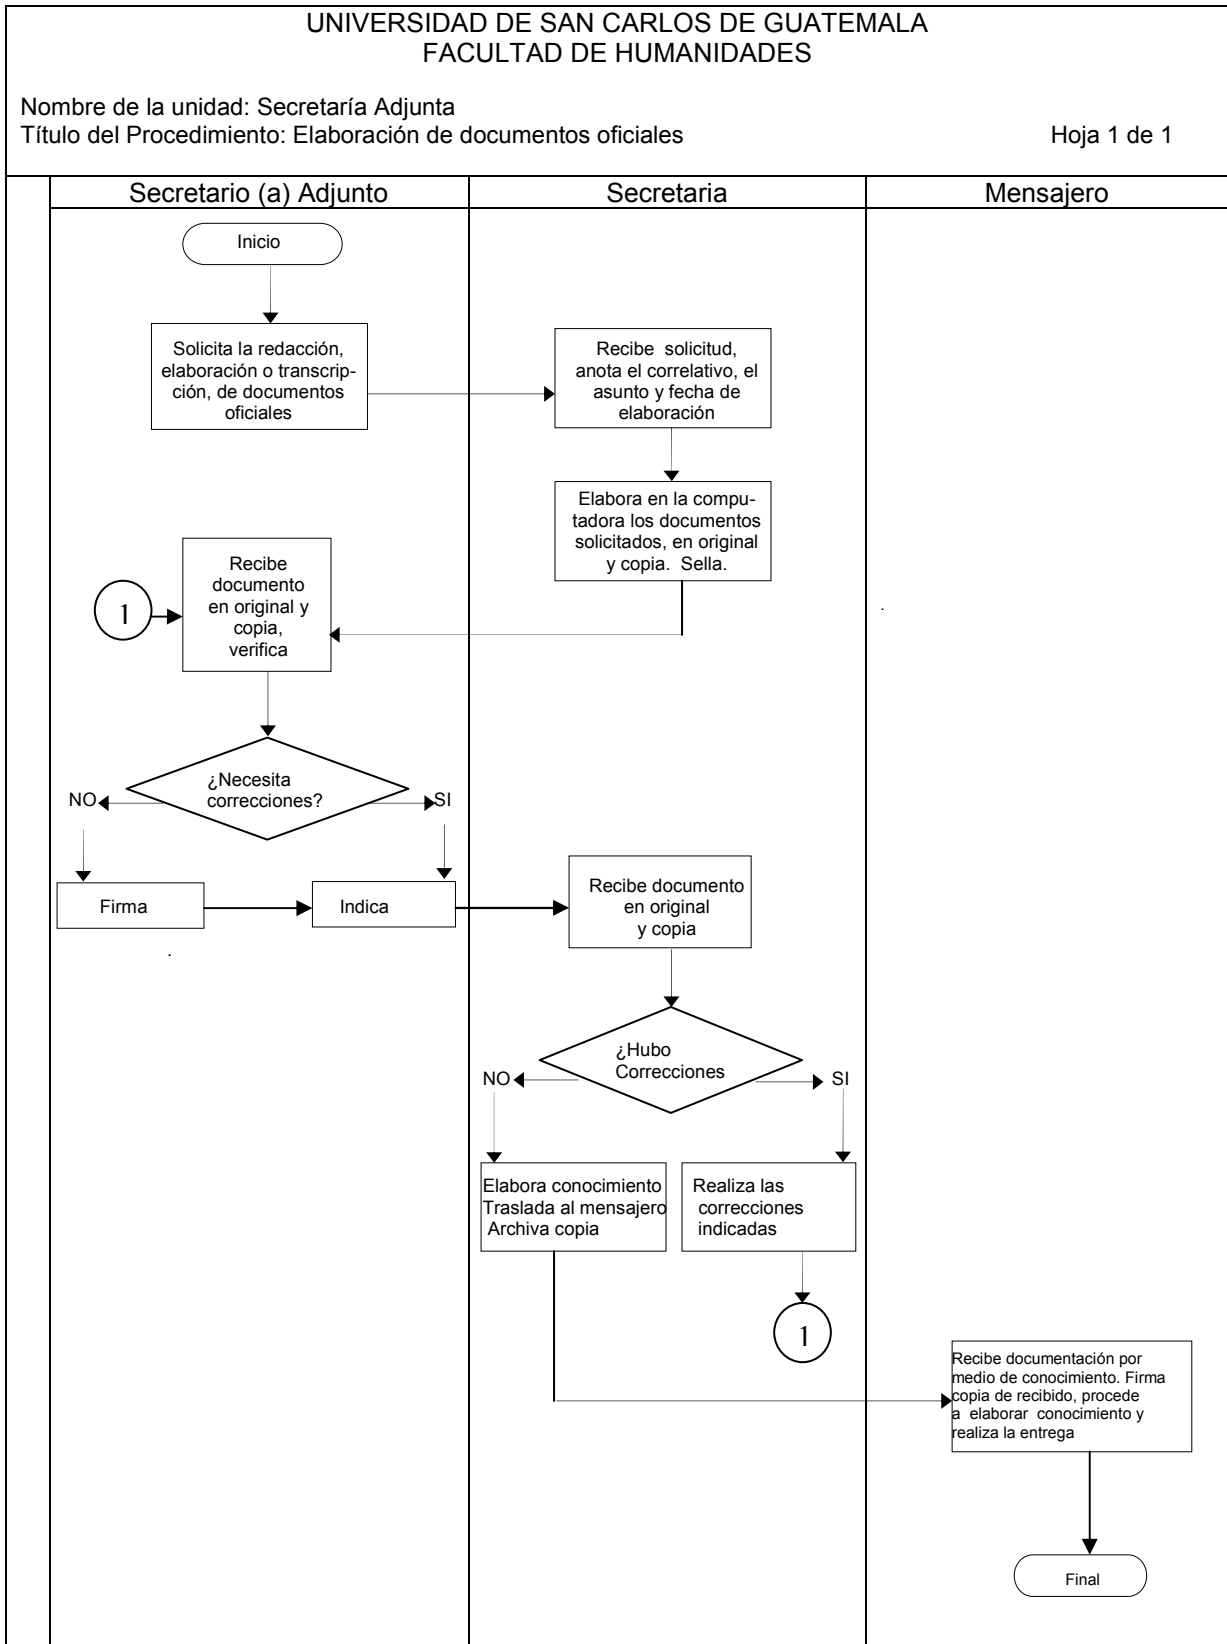 UNIVERSIDAD DE SAN CARLOS DE GUATEMALA
FACULTAD DE HUMANIDADES
Nombre de la unidad: Secretaría Adjunta
Título del Procedimiento: Elaboración de documentos oficiales
Hoja 1 de 1
Secretario (a) Adjunto
Secretaria
Mensajero
Inicio
Solicita la redacción,
elaboración o transcrip-
ción, de documentos
oficiales
Recibe solicitud,
anota el correlativo, el
asunto y fecha de
elaboración
Elabora en la compu-
tadora los documentos
solicitados, en original
y copia. Sella.
Recibe
documento
en original y
copia,
verifica
1
¿Necesita
correcciones?
NO
SI
Firma
Indica
Recibe documento
en original
y copia
¿Hubo
Correcciones
NO
SI
Elabora conocimiento
Traslada al mensajero
Archiva copia
Realiza las
correcciones
indicadas
1
Recibe documentación por
medio de conocimiento. Firma
copia de recibido, procede
a elaborar conocimiento y
realiza la entrega
Final